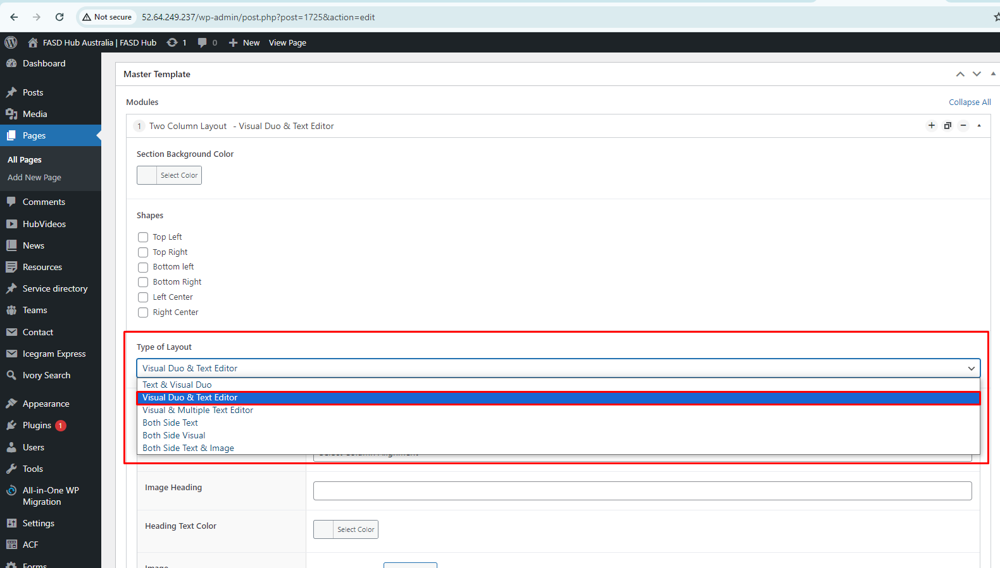 Not secure 52.64.249.237/wp-admin/post.php?post=1725&action=edit
FASD Hub Australia | FASD Hub 1 0 New View Page
Dashboard
Posts
Media
Pages
All Pages
Add New Page
Comments
HubVideos
News
Resources
Service directory
Teams
Contact
Icegram Express
Ivory Search
Appearance
Plugins 1
Users
Tools
All-in-One WP
Migration
Settings
ACF
Forms
Master Template
Modules Collapse All
1 Two Column Layout - Visual Duo & Text Editor
Section Background Color
Select Color
Shapes
Top Left
Top Right
Bottom left
Bottom Right
Left Center
Right Center
Type of Layout
Visual Duo & Text Editor
Text & Visual Duo
Visual Duo & Text Editor
Visual & Multiple Text Editor
Both Side Text
Both Side Visual
Both Side Text & Image
Select Column Alignment
Image Heading
Heading Text Color Select Color
Image